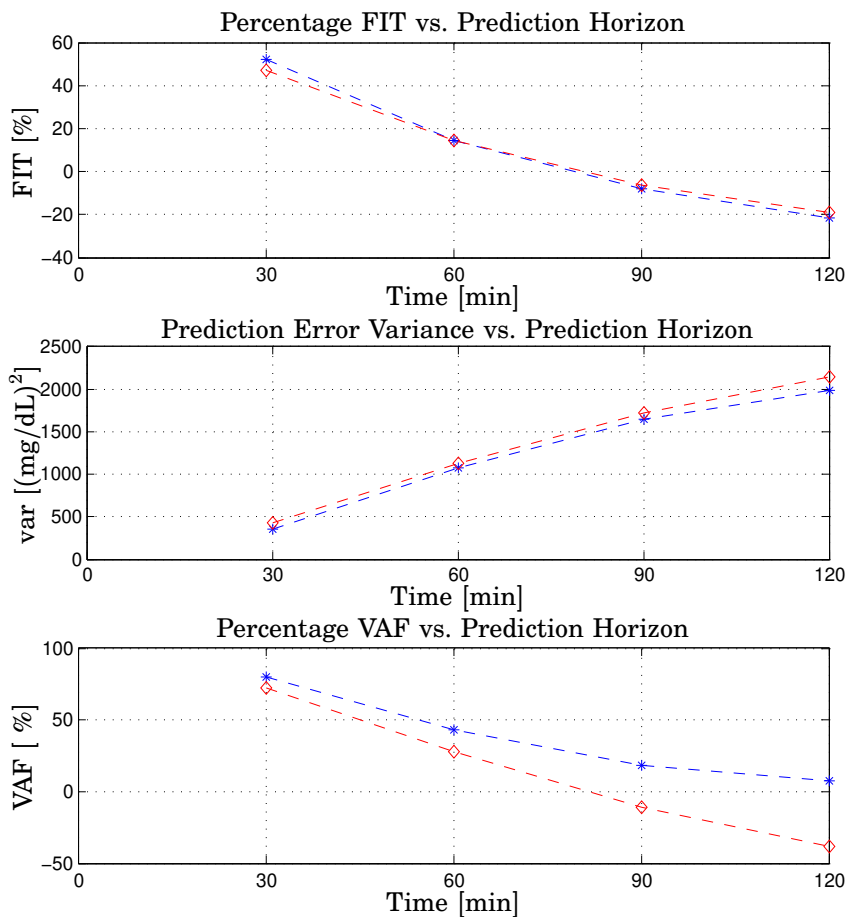 Percentage FIT vs. Prediction Horizon
60
40
20
0
−20
−40
FIT [%]
0 30 60 90 120
Time [min]
Prediction Error Variance vs. Prediction Horizon
2500
2000
1500
1000
500
0
var [(mg/dL)²]
0 30 60 90 120
Time [min]
Percentage VAF vs. Prediction Horizon
100
50
0
−50
VAF [ %]
0 30 60 90 120
Time [min]